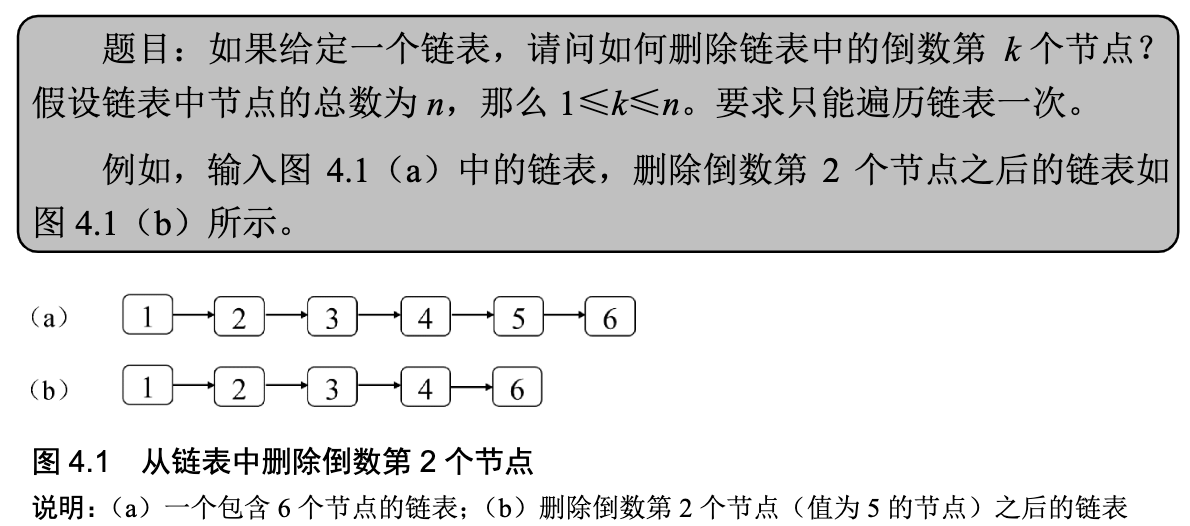 题目：如果给定一个链表，请问如何删除链表中的倒数第 k 个节点？
假设链表中节点的总数为 n，那么 1≤k≤n。要求只能遍历链表一次。
例如，输入图 4.1（a）中的链表，删除倒数第 2 个节点之后的链表如
图 4.1（b）所示。
（a） 1 2 3 4 5 6
（b） 1 2 3 4 6
图 4.1 从链表中删除倒数第 2 个节点
说明：（a）一个包含 6 个节点的链表；（b）删除倒数第 2 个节点（值为 5 的节点）之后的链表